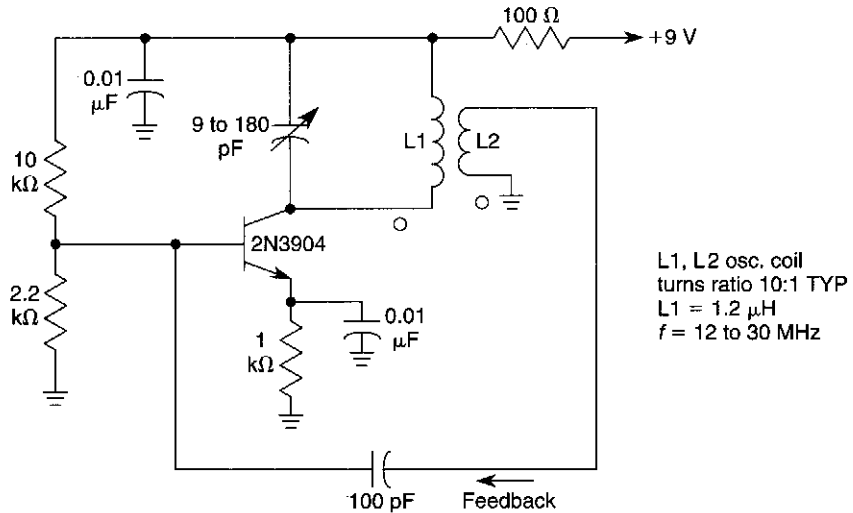 100 Ω
+9 V
0.01
μF
9 to 180
pF
L1
L2
10
kΩ
2N3904
2.2
kΩ
1
kΩ
0.01
μF
L1, L2 osc. coil
turns ratio 10:1 TYP
L1 = 1.2 μH
f = 12 to 30 MHz
100 pF
Feedback